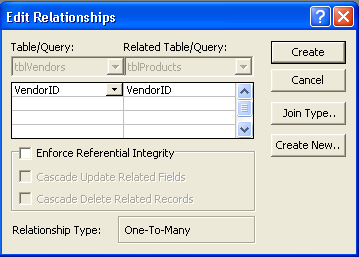 Edit Relationships
Table/Query: Related Table/Query:
tblVendors tblProducts
VendorID VendorID
Create
Cancel
Join Type..
Create New..
Enforce Referential Integrity
Cascade Update Related Fields
Cascade Delete Related Records
Relationship Type: One-To-Many